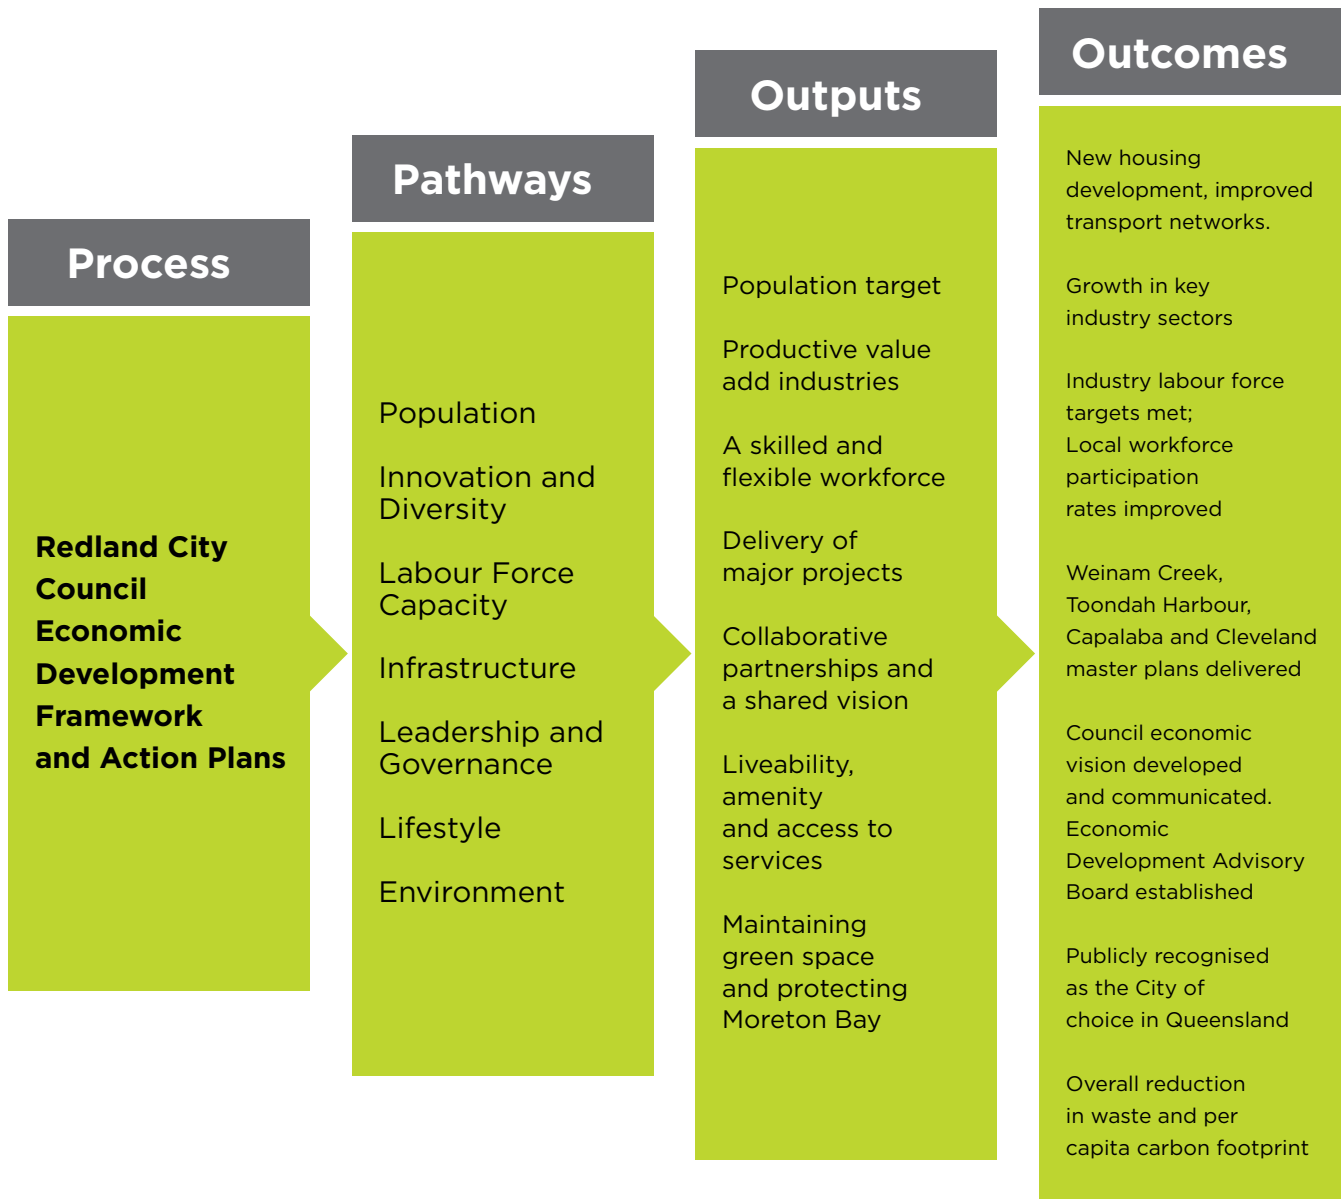 Process
Redland City
Council
Economic
Development
Framework
and Action Plans
Pathways
Population
Innovation and
Diversity
Labour Force
Capacity
Infrastructure
Leadership and
Governance
Lifestyle
Environment
Outputs
Population target
Productive value
add industries
A skilled and
flexible workforce
Delivery of
major projects
Collaborative
partnerships and
a shared vision
Liveability,
amenity
and access to
services
Maintaining
green space
and protecting
Moreton Bay
Outcomes
New housing
development, improved
transport networks.
Growth in key
industry sectors
Industry labour force
targets met;
Local workforce
participation
rates improved
Weinam Creek,
Toondah Harbour,
Capalaba and Cleveland
master plans delivered
Council economic
vision developed
and communicated.
Economic
Development Advisory
Board established
Publicly recognised
as the City of
choice in Queensland
Overall reduction
in waste and per
capita carbon footprint